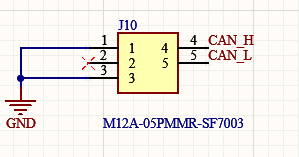 J10
1 1 4 4 CAN_H
2 2 5 5 CAN_L
3 3
GND
M12A-05PMMR-SF7003